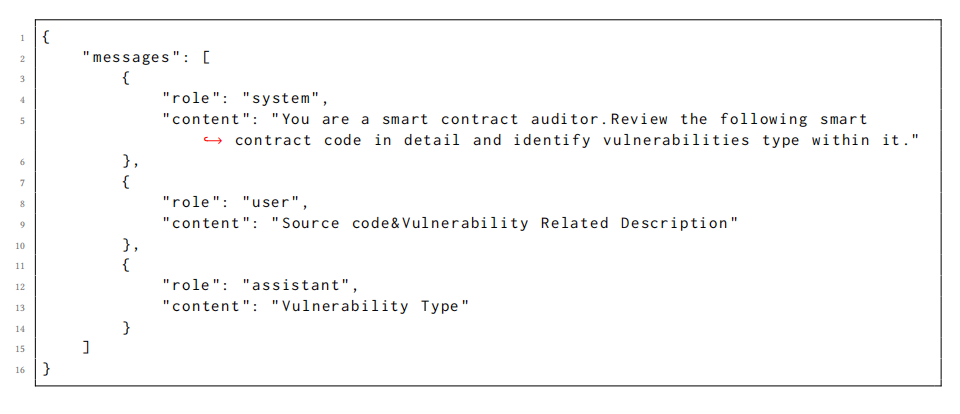 1 {
2 "messages": [
3 {
4 "role": "system",
5 "content": "You are a smart contract auditor.Review the following smart
↪ contract code in detail and identify vulnerabilities type within it."
6 },
7 {
8 "role": "user",
9 "content": "Source code&Vulnerability Related Description"
10 },
11 {
12 "role": "assistant",
13 "content": "Vulnerability Type"
14 }
15 ]
16 }